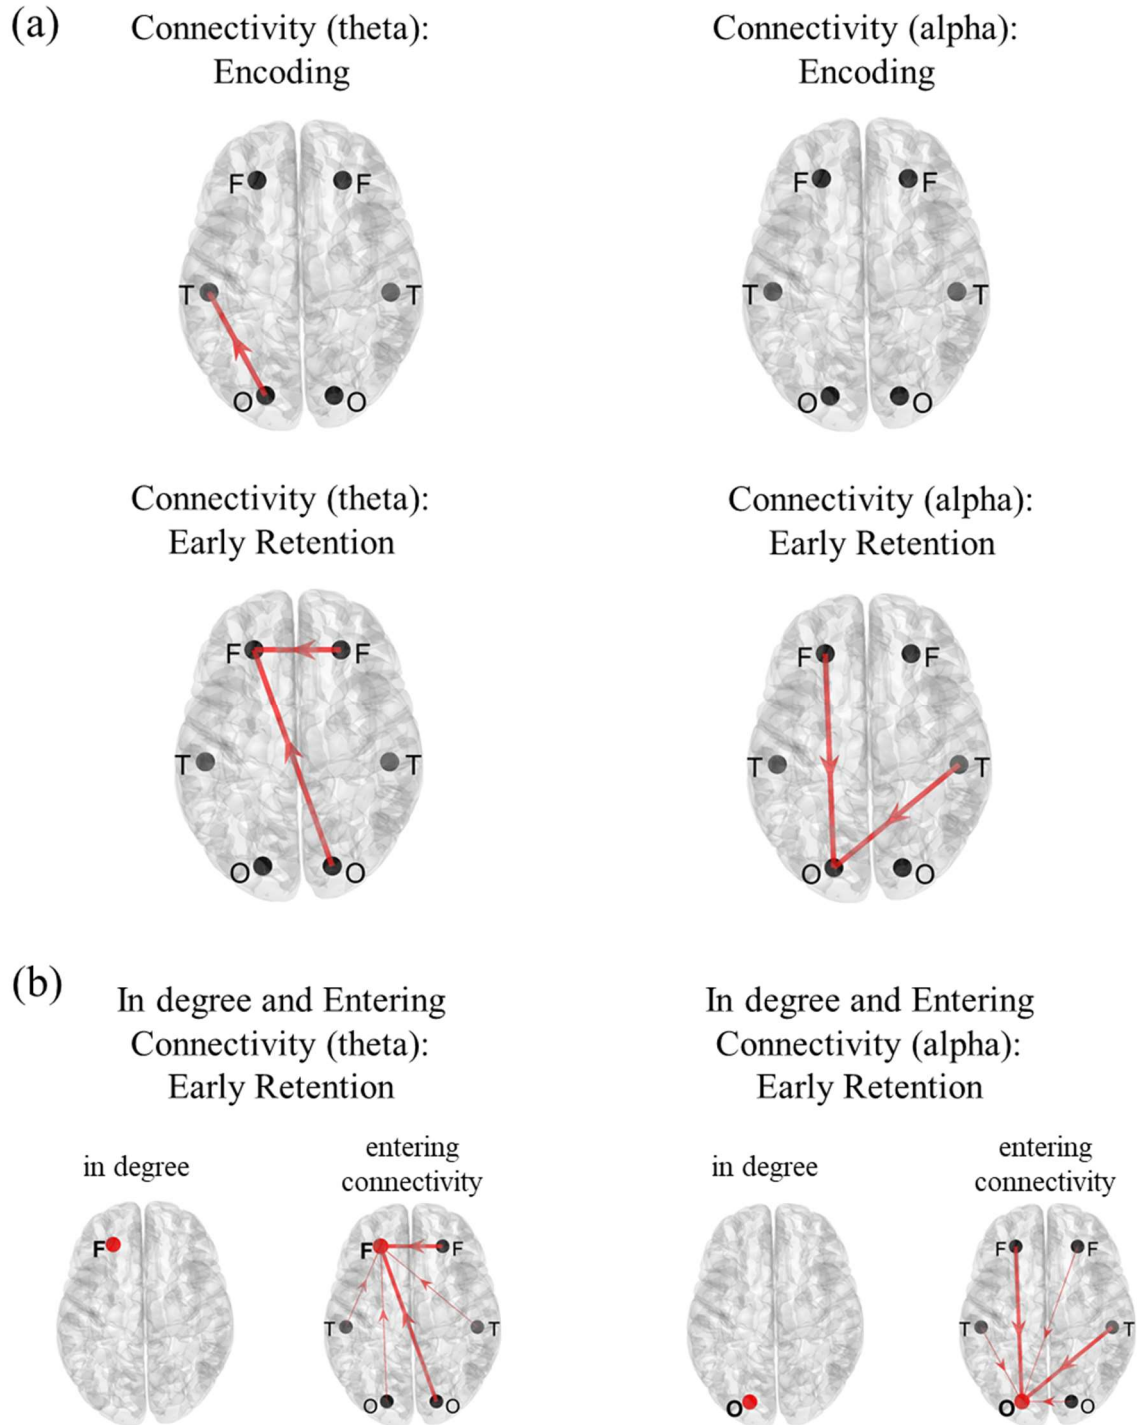 (a)
Connectivity (theta):
Encoding
Connectivity (alpha):
Encoding
F F
T T
O O
F F
T T
O O
Connectivity (theta):
Early Retention
Connectivity (alpha):
Early Retention
F F
T T
O O
F F
T T
O O
(b)
In degree and Entering
Connectivity (theta):
Early Retention
In degree and Entering
Connectivity (alpha):
Early Retention
in degree
entering
connectivity
in degree
entering
connectivity
F
F F
T T
O O
O
F F
T T
O O